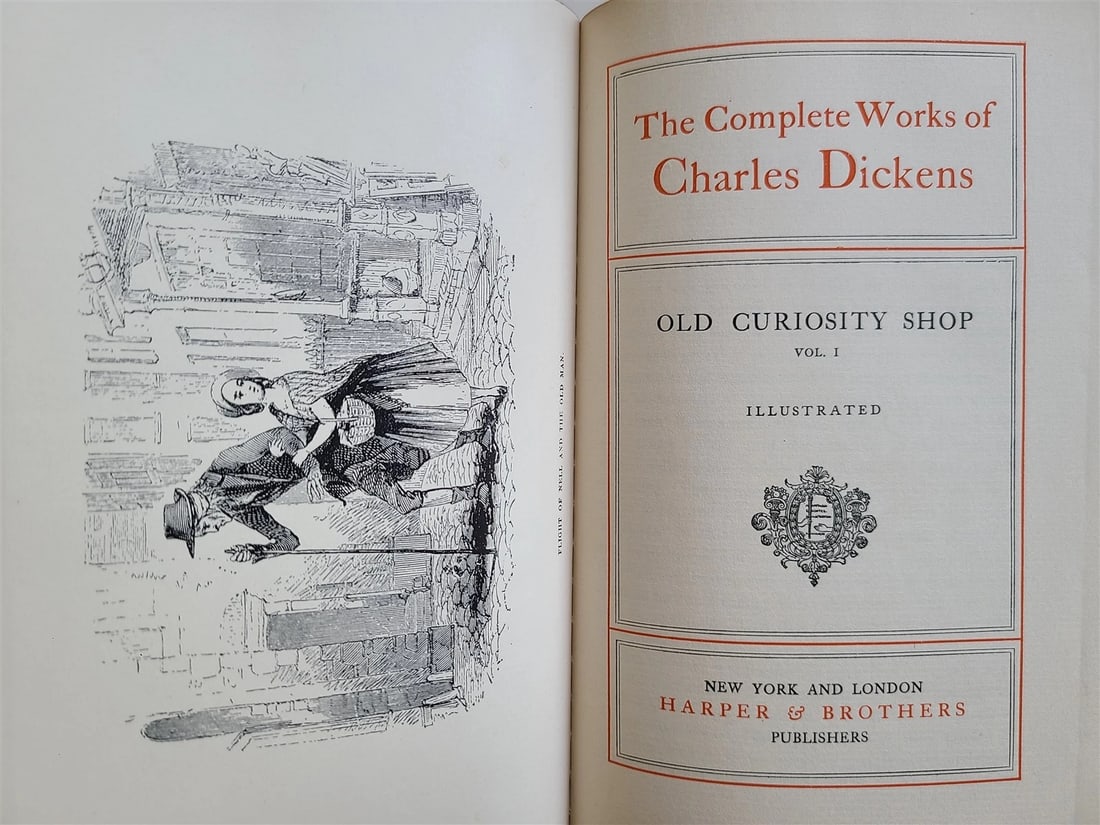 FLIGHT OF NELL AND THE OLD MAN.
The Complete Works of
Charles Dickens
OLD CURIOSITY SHOP
VOL. I
ILLUSTRATED
NEW YORK AND LONDON
HARPER & BROTHERS
PUBLISHERS